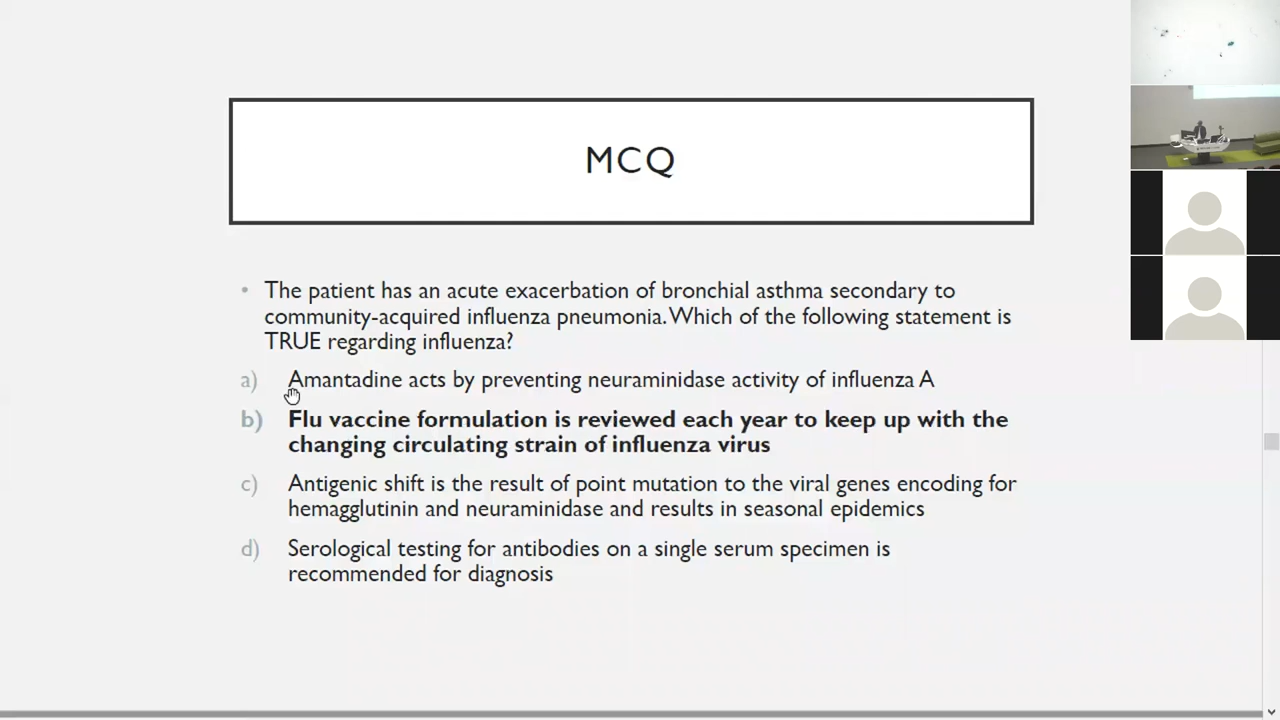 MCQ
• The patient has an acute exacerbation of bronchial asthma secondary to
community-acquired influenza pneumonia. Which of the following statement is
TRUE regarding influenza?
a) Amantadine acts by preventing neuraminidase activity of influenza A
b) Flu vaccine formulation is reviewed each year to keep up with the
changing circulating strain of influenza virus
c) Antigenic shift is the result of point mutation to the viral genes encoding for
hemagglutinin and neuraminidase and results in seasonal epidemics
d) Serological testing for antibodies on a single serum specimen is
recommended for diagnosis